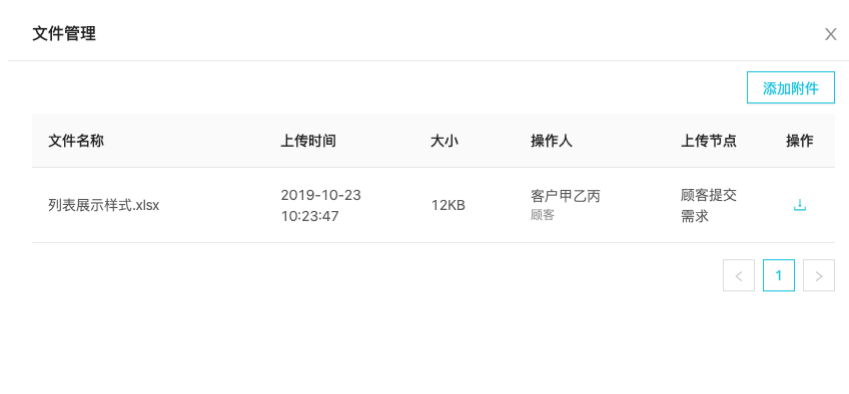 文件管理 X
添加附件
文件名称 上传时间 大小 操作人 上传节点 操作
列表展示样式.xlsx 2019-10-23 10:23:47 12KB 客户甲乙丙 顾客 顾客提交需求
< 1 >